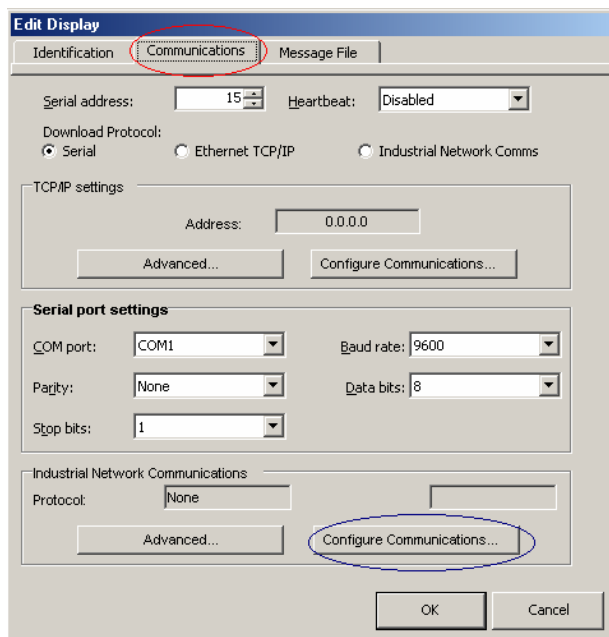 Edit Display
Identification Communications Message File
Serial address: 15 Heartbeat: Disabled
Download Protocol:
Serial Ethernet TCP/IP Industrial Network Comms
TCP/IP settings
Address: 0.0.0.0
Advanced... Configure Communications...
Serial port settings
COM port: COM1 Baud rate: 9600
Parity: None Data bits: 8
Stop bits: 1
Industrial Network Communications
Protocol: None
Advanced... Configure Communications...
OK Cancel